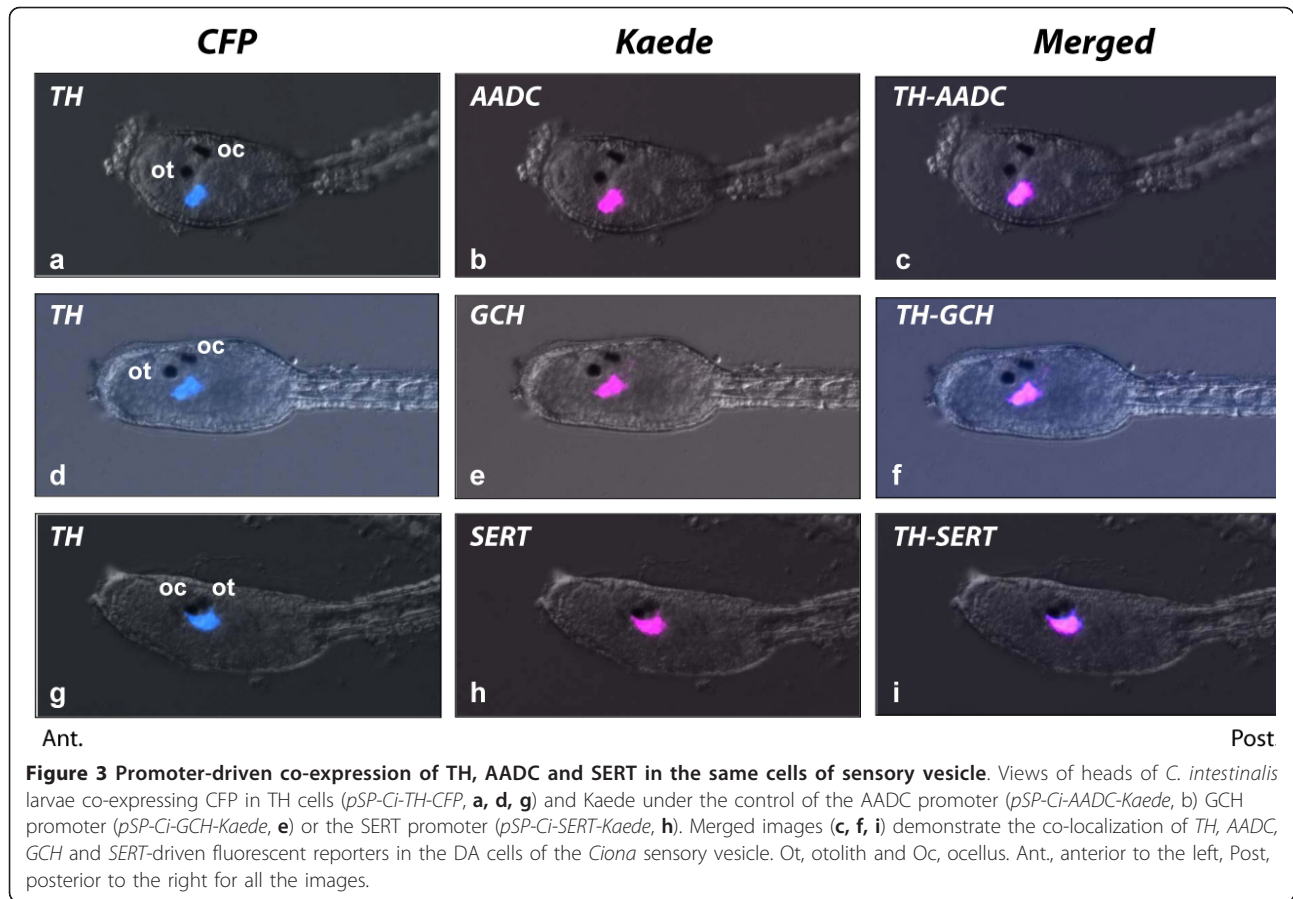 CFP Kaede Merged
TH AADC TH-AADC
oc
ot
a b c
TH GCH TH-GCH
oc
ot
d e f
TH SERT TH-SERT
oc ot
g h i
Ant. Post.
Figure 3 Promoter-driven co-expression of TH, AADC and SERT in the same cells of sensory vesicle. Views of heads of C. intestinalis
larvae co-expressing CFP in TH cells (pSP-Ci-TH-CFP, a, d, g) and Kaede under the control of the AADC promoter (pSP-Ci-AADC-Kaede, b) GCH
promoter (pSP-Ci-GCH-Kaede, e) or the SERT promoter (pSP-Ci-SERT-Kaede, h). Merged images (c, f, i) demonstrate the co-localization of TH, AADC,
GCH and SERT-driven fluorescent reporters in the DA cells of the Ciona sensory vesicle. Ot, otolith and Oc, ocellus. Ant., anterior to the left, Post,
posterior to the right for all the images.